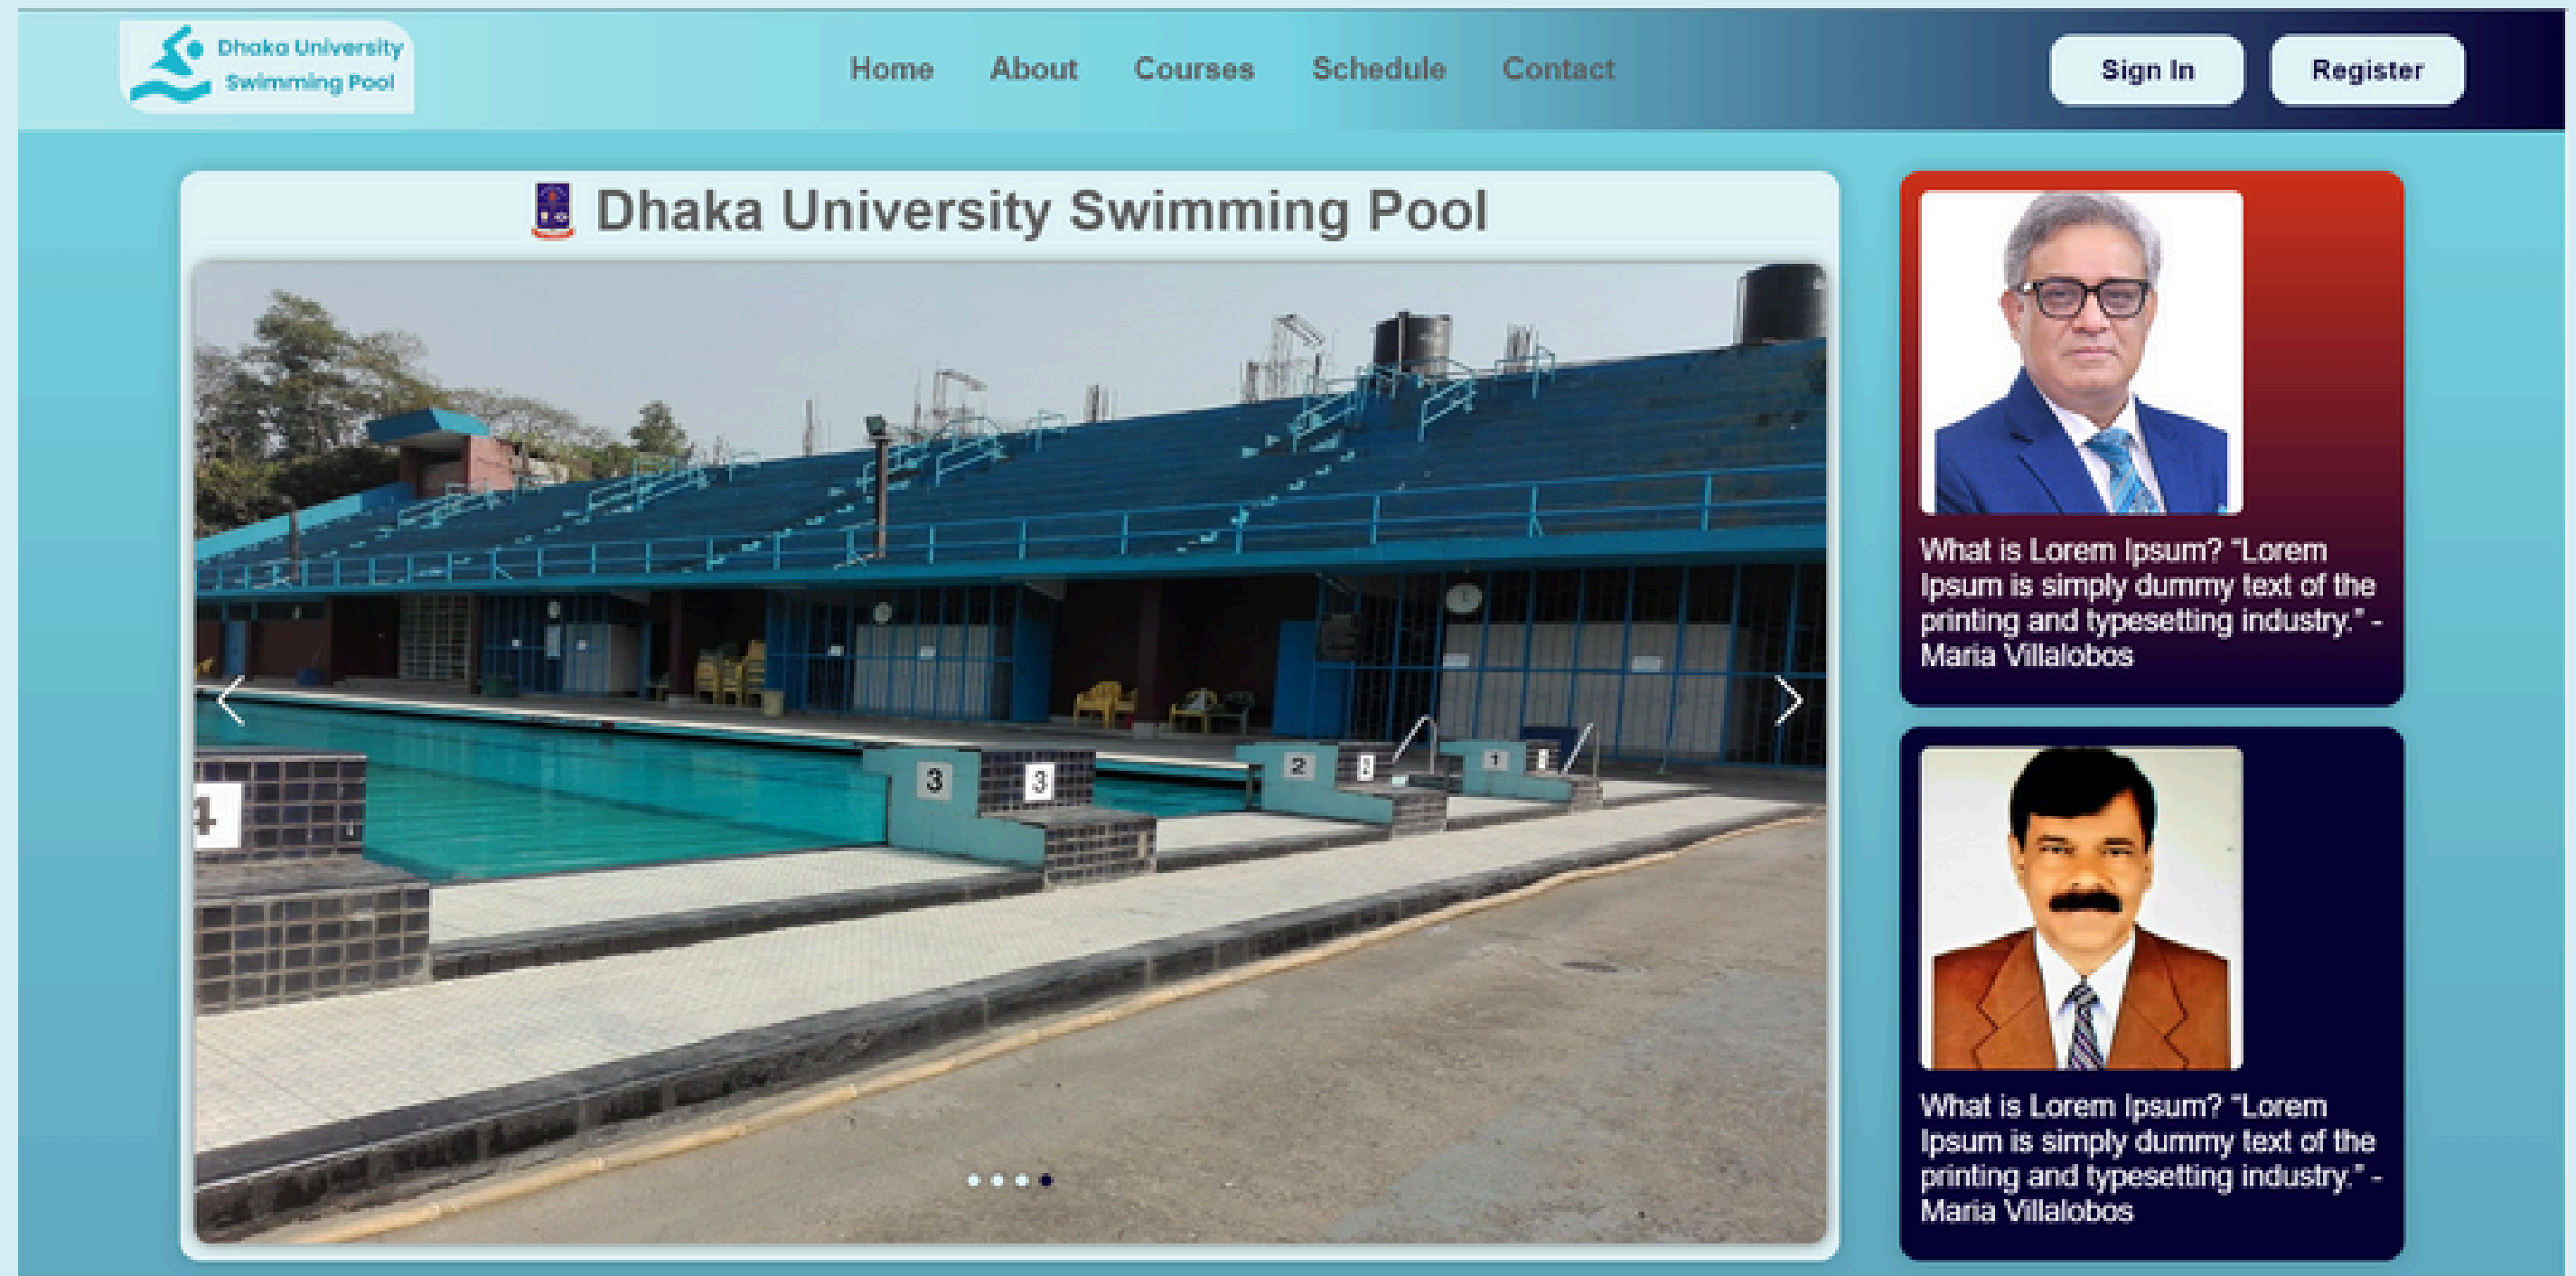 Dhaka University
Swimming Pool
Home About Courses Schedule Contact
Sign In Register
Dhaka University Swimming Pool
4
3 3
2 2
1
What is Lorem Ipsum? "Lorem
Ipsum is simply dummy text of the
printing and typesetting industry." -
Maria Villalobos
What is Lorem Ipsum? "Lorem
Ipsum is simply dummy text of the
printing and typesetting industry." -
Maria Villalobos